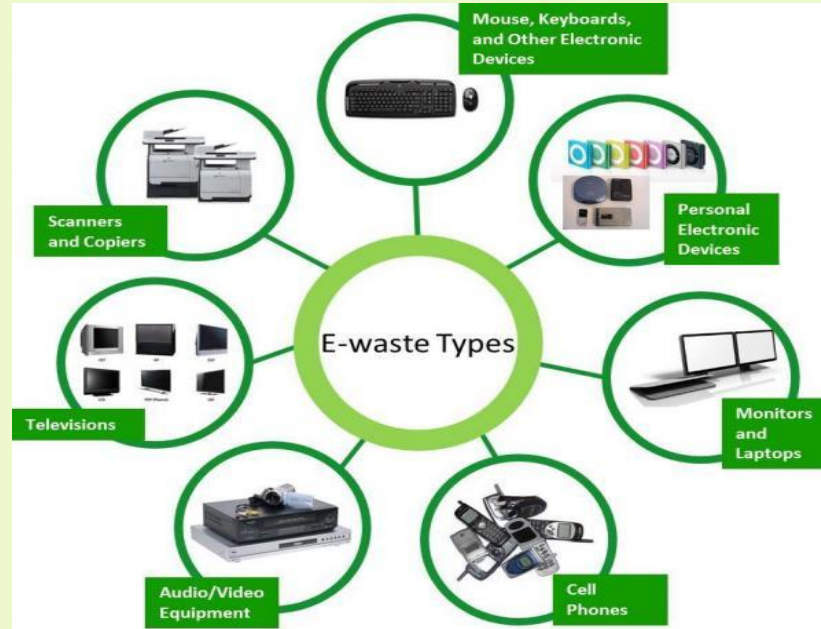 Mouse, Keyboards,
and Other Electronic
Devices
Scanners
and Copiers
Personal
Electronic
Devices
E-waste Types
Televisions
Monitors
and
Laptops
Audio/Video
Equipment
Cell
Phones